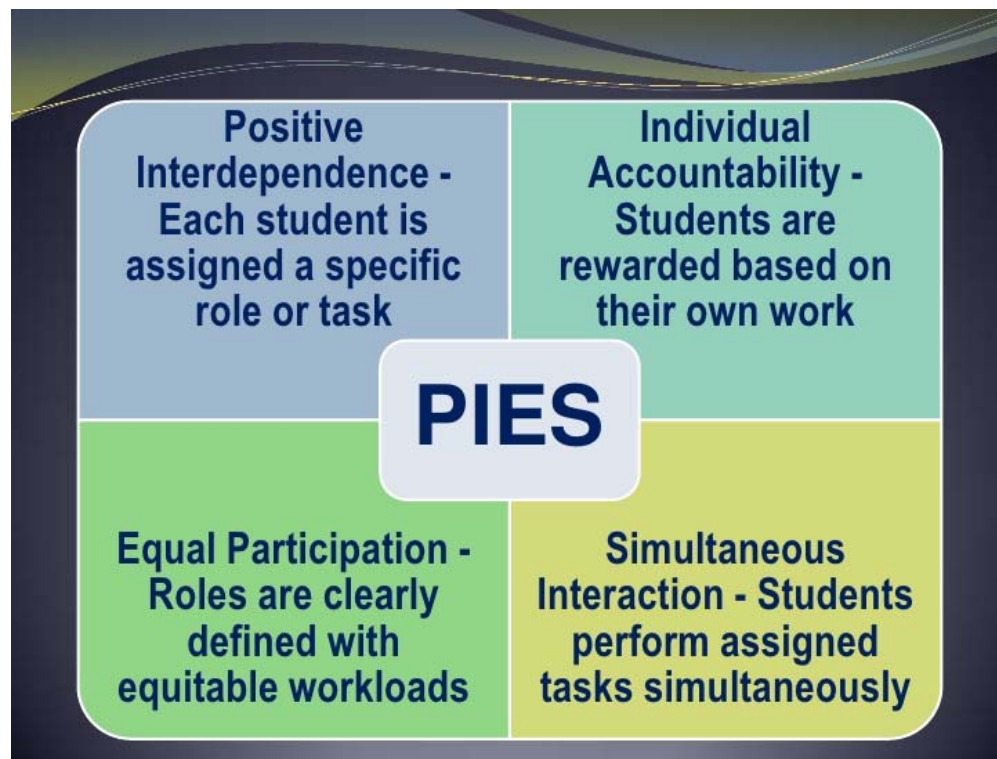 Positive
Interdependence -
Each student is
assigned a specific
role or task
Individual
Accountability -
Students are
rewarded based on
their own work
PIES
Equal Participation -
Roles are clearly
defined with
equitable workloads
Simultaneous
Interaction - Students
perform assigned
tasks simultaneously